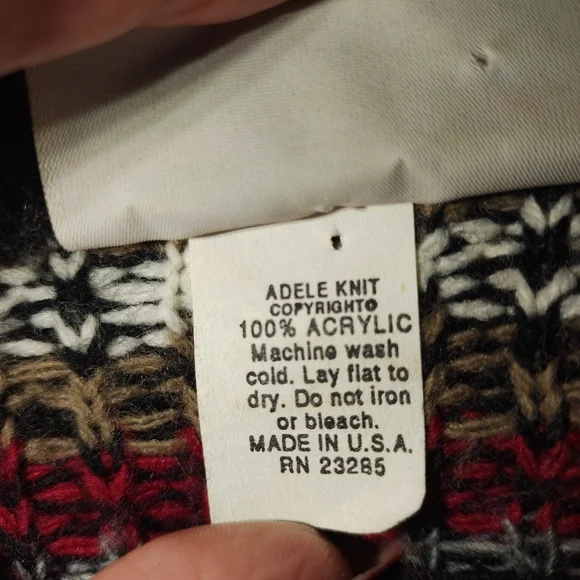 ADELE KNIT
COPYRIGHT©
100% ACRYLIC
Machine wash
cold. Lay flat to
dry. Do not iron
or bleach.
MADE IN U.S.A.
RN 23285